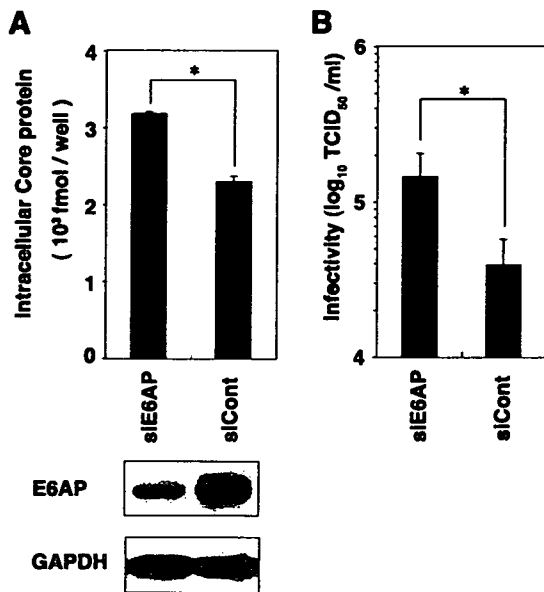 A
Intracellular Core protein
( 10³ fmol / well )
4
3
2
1
0
*
siE6AP
siCont
E6AP
GAPDH
B
Infectivity (log₁₀ TCID₅₀ /ml)
6
5
4
*
siE6AP
siCont